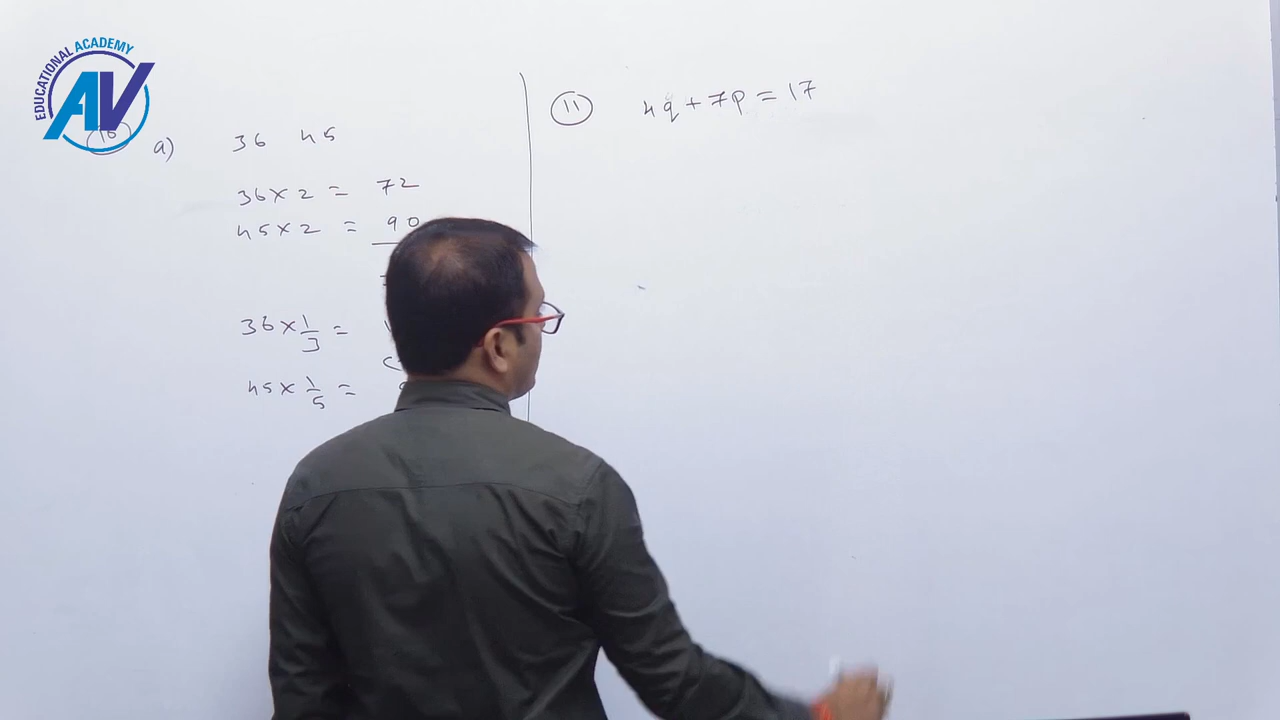 EDUCATIONAL ACADEMY
AV
10 a) 36 45
36 × 2 = 72
45 × 2 = 90
36 × 1/3 =
45 × 1/5 =
11 4q + 7p = 17